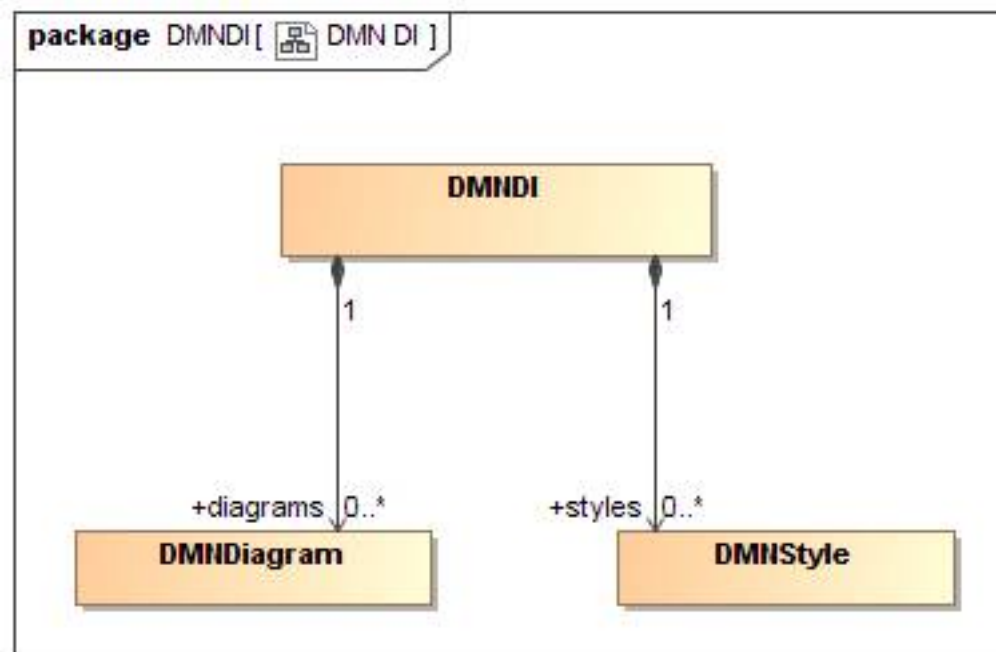 package DMNDI[ DMN DI ]
DMNDI
1 1
+diagrams 0..* +styles 0..*
DMNDiagram DMNStyle